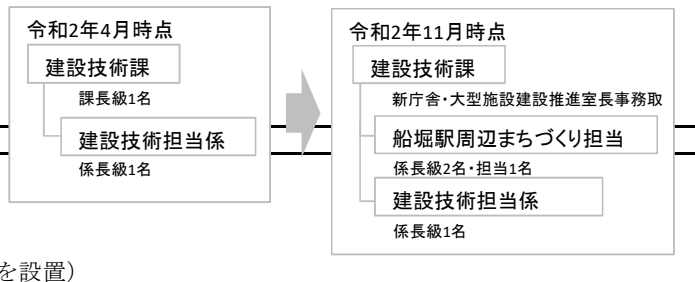 令和2年4月時点
建設技術課
課長級1名
建設技術担当係
係長級1名
令和2年11月時点
建設技術課
新庁舎・大型施設建設推進室長事務取
船堀駅周辺まちづくり担当
係長級2名・担当1名
建設技術担当係
係長級1名
を設置）